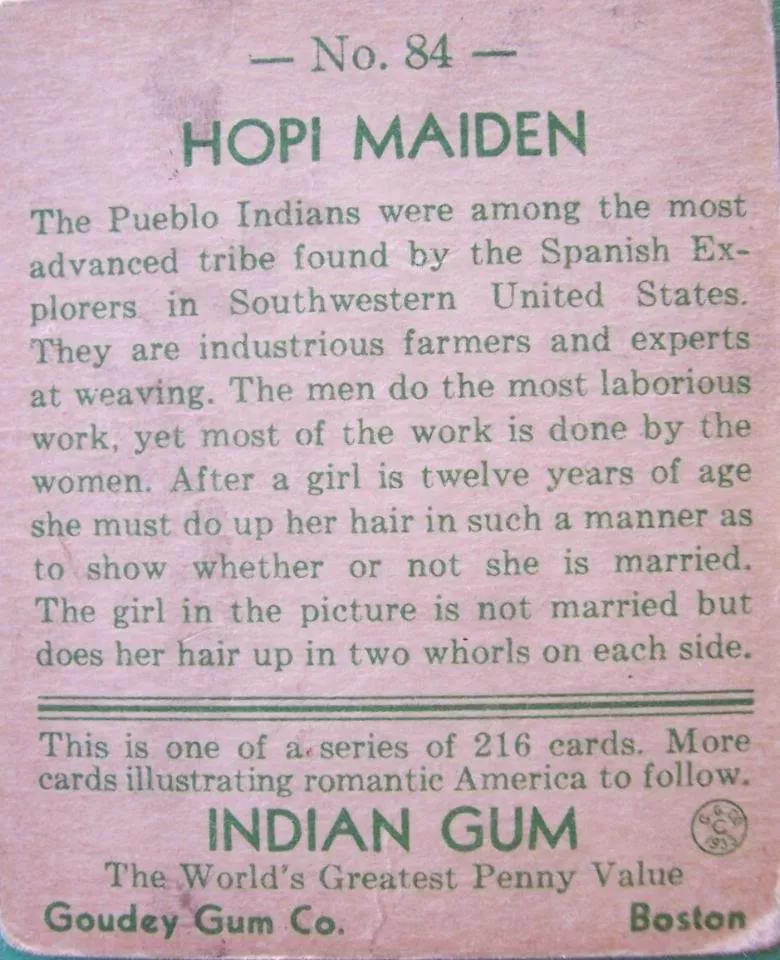 — No. 84 —
HOPI MAIDEN
The Pueblo Indians were among the most
advanced tribe found by the Spanish Ex-
plorers in Southwestern United States.
They are industrious farmers and experts
at weaving. The men do the most laborious
work, yet most of the work is done by the
women. After a girl is twelve years of age
she must do up her hair in such a manner as
to show whether or not she is married.
The girl in the picture is not married but
does her hair up in two whorls on each side.
This is one of a series of 216 cards. More
cards illustrating romantic America to follow.
INDIAN GUM
The World's Greatest Penny Value
Goudey Gum Co. Boston